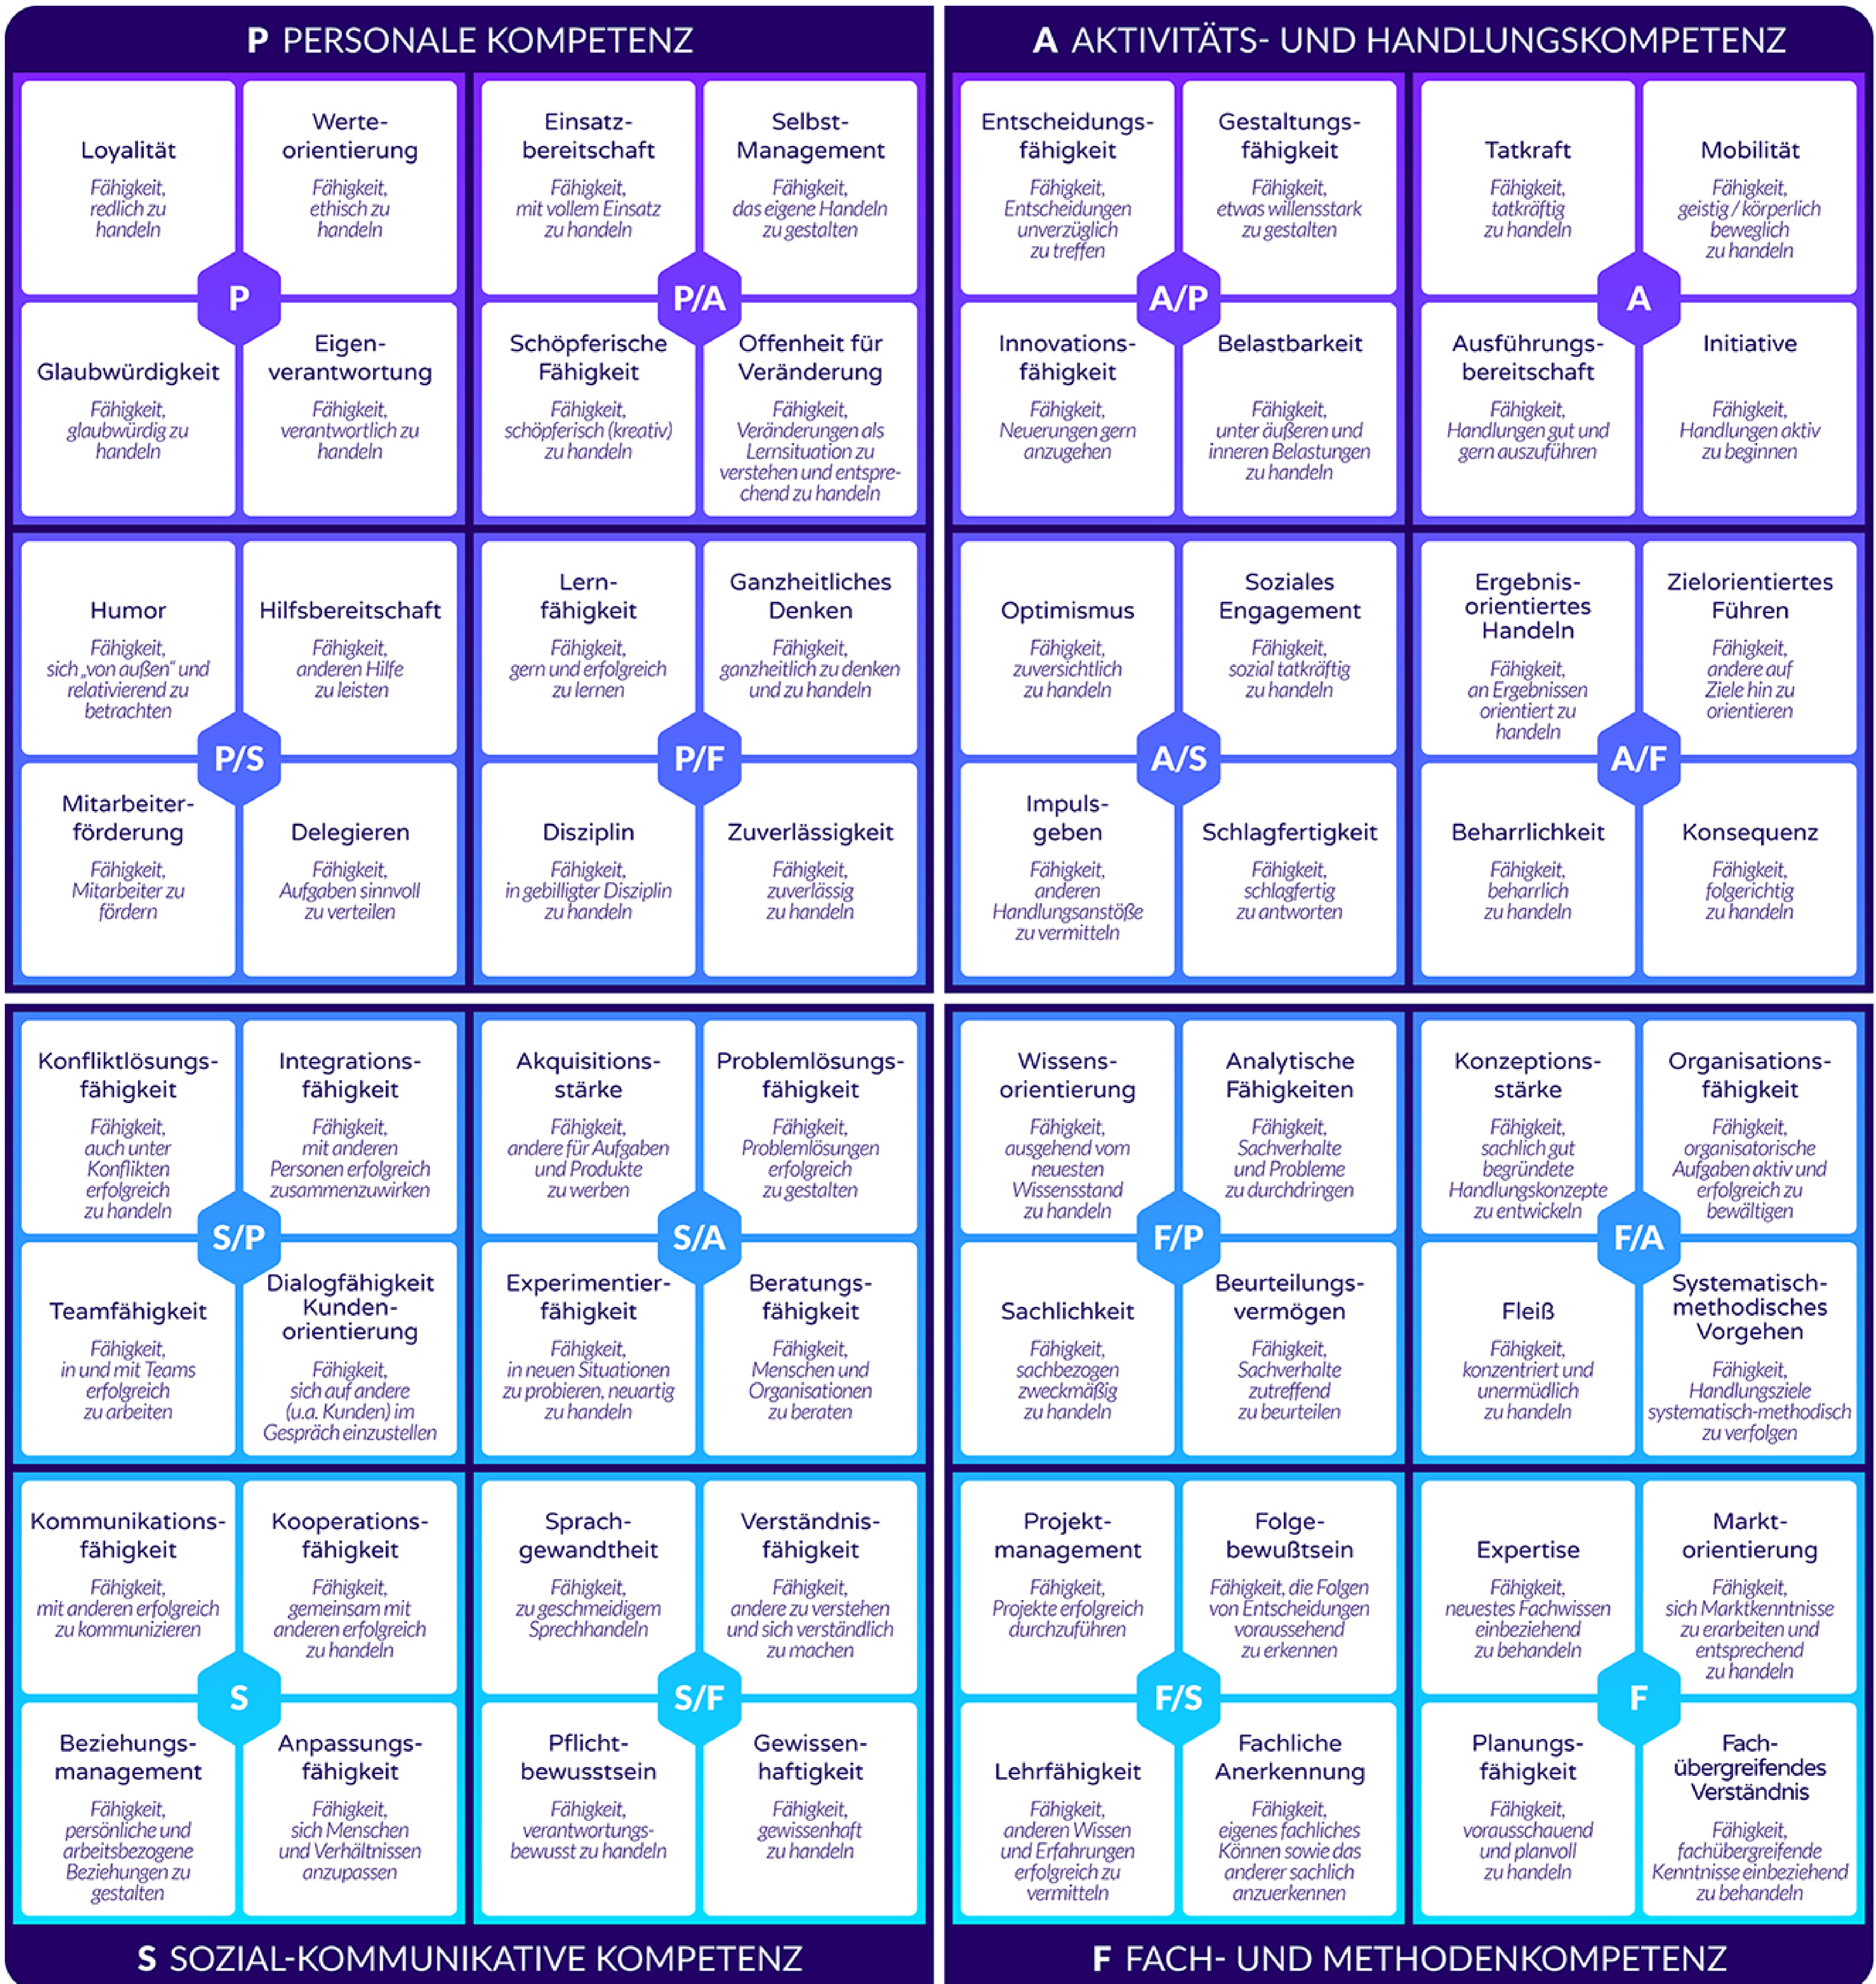 P PERSONALE KOMPETENZ
Loyalität
Fähigkeit,
redlich zu
handeln
Werte-
orientierung
Fähigkeit,
ethisch zu
handeln
P
Glaubwürdigkeit
Fähigkeit,
glaubwürdig zu
handeln
Eigen-
verantwortung
Fähigkeit,
verantwortlich zu
handeln
Einsatz-
bereitschaft
Fähigkeit,
mit vollem Einsatz
zu handeln
Selbst-
Management
Fähigkeit,
das eigene Handeln
zu gestalten
P/A
Schöpferische
Fähigkeit
Fähigkeit,
schöpferisch (kreativ)
zu handeln
Offenheit für
Veränderung
Fähigkeit,
Veränderungen als
Lernsituation zu
verstehen und entspre-
chend zu handeln
Humor
Fähigkeit,
sich „von außen“ und
relativierend zu
betrachten
Hilfsbereitschaft
Fähigkeit,
anderen Hilfe
zu leisten
P/S
Mitarbeiter-
förderung
Fähigkeit,
Mitarbeiter zu
fördern
Delegieren
Fähigkeit,
Aufgaben sinnvoll
zu verteilen
Lern-
fähigkeit
Fähigkeit,
gern und erfolgreich
zu lernen
Ganzheitliches
Denken
Fähigkeit,
ganzheitlich zu denken
und zu handeln
P/F
Disziplin
Fähigkeit,
in gebilligter Disziplin
zu handeln
Zuverlässigkeit
Fähigkeit,
zuverlässig
zu handeln
A AKTIVITÄTS- UND HANDLUNGSKOMPETENZ
Entscheidungs-
fähigkeit
Fähigkeit,
Entscheidungen
unverzüglich
zu treffen
Gestaltungs-
fähigkeit
Fähigkeit,
etwas willensstark
zu gestalten
A/P
Innovations-
fähigkeit
Fähigkeit,
Neuerungen gern
anzugehen
Belastbarkeit
Fähigkeit,
unter äußeren und
inneren Belastungen
zu handeln
Tatkraft
Fähigkeit,
tatkräftig
zu handeln
Mobilität
Fähigkeit,
geistig / körperlich
beweglich
zu handeln
A
Ausführungs-
bereitschaft
Fähigkeit,
Handlungen gut und
gern auszuführen
Initiative
Fähigkeit,
Handlungen aktiv
zu beginnen
Optimismus
Fähigkeit,
zuversichtlich
zu handeln
Soziales
Engagement
Fähigkeit,
sozial tatkräftig
zu handeln
A/S
Impuls-
geben
Fähigkeit,
anderen
Handlungsanstöße
zu vermitteln
Schlagfertigkeit
Fähigkeit,
schlagfertig
zu antworten
Ergebnis-
orientiertes
Handeln
Fähigkeit,
an Ergebnissen
orientiert zu
handeln
Zielorientiertes
Führen
Fähigkeit,
andere auf
Ziele hin zu
orientieren
A/F
Beharrlichkeit
Fähigkeit,
beharrlich
zu handeln
Konsequenz
Fähigkeit,
folgerichtig
zu handeln
Konfliktlösungs-
fähigkeit
Fähigkeit,
auch unter
Konflikten
erfolgreich
zu handeln
Integrations-
fähigkeit
Fähigkeit,
mit anderen
Personen erfolgreich
zusammenzuwirken
S/P
Teamfähigkeit
Fähigkeit,
in und mit Teams
erfolgreich
zu arbeiten
Dialogfähigkeit
Kunden-
orientierung
Fähigkeit,
sich auf andere
(u.a. Kunden) im
Gespräch einzustellen
Akquisitions-
stärke
Fähigkeit,
andere für Aufgaben
und Produkte
zu werben
Problemlösungs-
fähigkeit
Fähigkeit,
Problemlösungen
erfolgreich
zu gestalten
S/A
Experimentier-
fähigkeit
Fähigkeit,
in neuen Situationen
zu probieren, neuartig
zu handeln
Beratungs-
fähigkeit
Fähigkeit,
Menschen und
Organisationen
zu beraten
Kommunikations-
fähigkeit
Fähigkeit,
mit anderen erfolgreich
zu kommunizieren
Kooperations-
fähigkeit
Fähigkeit,
gemeinsam mit
anderen erfolgreich
zu handeln
S
Beziehungs-
management
Fähigkeit,
persönliche und
arbeitsbezogene
Beziehungen zu
gestalten
Anpassungs-
fähigkeit
Fähigkeit,
sich Menschen
und Verhältnissen
anzupassen
Sprach-
gewandtheit
Fähigkeit,
zu geschmeidigem
Sprechhandeln
Verständnis-
fähigkeit
Fähigkeit,
andere zu verstehen
und sich verständlich
zu machen
S/F
Pflicht-
bewusstsein
Fähigkeit,
verantwortungs-
bewusst zu handeln
Gewissen-
haftigkeit
Fähigkeit,
gewissenhaft
zu handeln
S SOZIAL-KOMMUNIKATIVE KOMPETENZ
Wissens-
orientierung
Fähigkeit,
ausgehend vom
neuesten
Wissensstand
zu handeln
Analytische
Fähigkeiten
Fähigkeit,
Sachverhalte
und Probleme
zu durchdringen
F/P
Sachlichkeit
Fähigkeit,
sachbezogen
zweckmäßig
zu handeln
Beurteilungs-
vermögen
Fähigkeit,
Sachverhalte
zutreffend
zu beurteilen
Konzeptions-
stärke
Fähigkeit,
sachlich gut
begründete
Handlungskonzepte
zu entwickeln
Organisations-
fähigkeit
Fähigkeit,
organisatorische
Aufgaben aktiv und
erfolgreich zu
bewältigen
F/A
Fleiß
Fähigkeit,
konzentriert und
unermüdlich
zu handeln
Systematisch-
methodisches
Vorgehen
Fähigkeit,
Handlungsziele
systematisch-methodisch
zu verfolgen
Projekt-
management
Fähigkeit,
Projekte erfolgreich
durchzuführen
Folge-
bewußtsein
Fähigkeit, die Folgen
von Entscheidungen
voraussehend
zu erkennen
F/S
Lehrfähigkeit
Fähigkeit,
anderen Wissen
und Erfahrungen
erfolgreich zu
vermitteln
Fachliche
Anerkennung
Fähigkeit,
eigenes fachliches
Können sowie das
anderer sachlich
anzuerkennen
Expertise
Fähigkeit,
neuestes Fachwissen
einbeziehend
zu behandeln
Markt-
orientierung
Fähigkeit,
sich Marktkenntnisse
zu erarbeiten und
entsprechend
zu handeln
F
Planungs-
fähigkeit
Fähigkeit,
vorausschauend
und planvoll
zu handeln
Fach-
übergreifendes
Verständnis
Fähigkeit,
fachübergreifende
Kenntnisse einbeziehend
zu behandeln
F FACH- UND METHODENKOMPETENZ